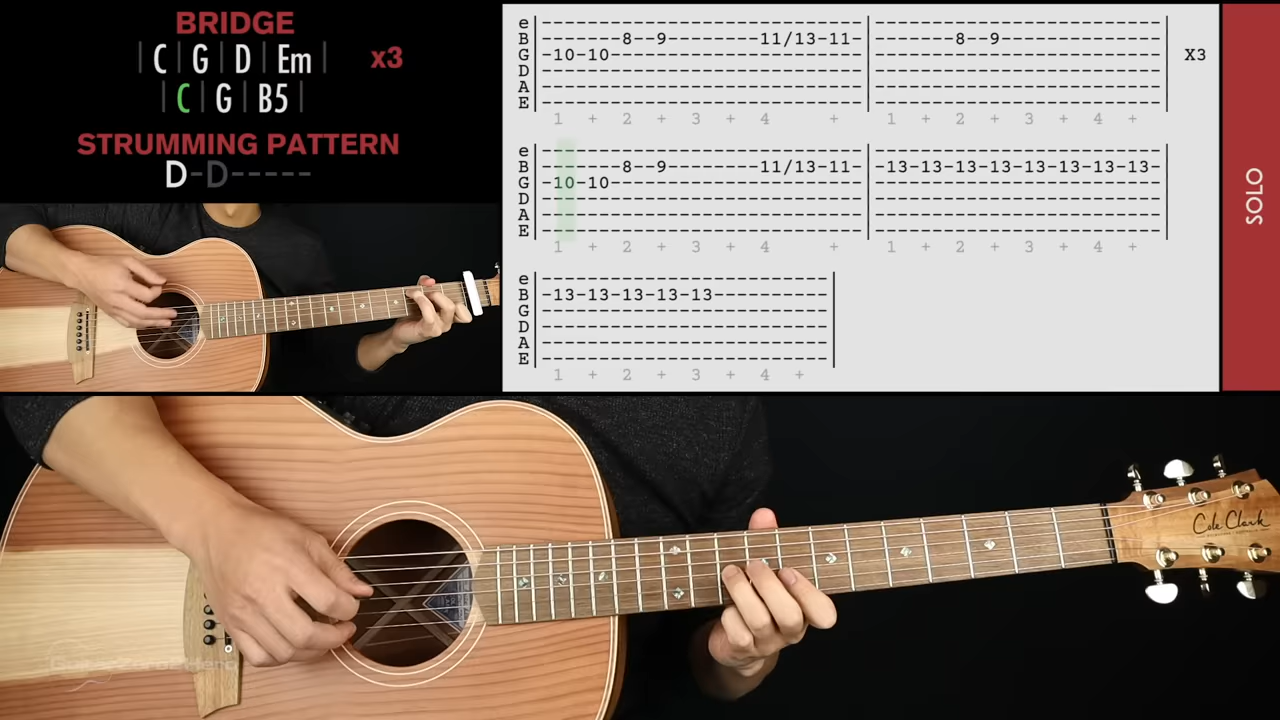 BRIDGE
| C | G | D | Em | x3
| C | G | B5 |
STRUMMING PATTERN
D-D-----
e|---------------------------|--------------------------|
B|-------8--9--------11/13-11-|-------8--9---------------|
G|-10-10---------------------|--------------------------| X3
D|---------------------------|--------------------------|
A|---------------------------|--------------------------|
E|---------------------------|--------------------------|
1 + 2 + 3 + 4 + 1 + 2 + 3 + 4 +
e|---------------------------|--------------------------|
B|-------8--9--------11/13-11-|-13-13-13-13-13-13-13-13-|
G|-10-10---------------------|--------------------------|
D|---------------------------|--------------------------|
A|---------------------------|--------------------------|
E|---------------------------|--------------------------|
1 + 2 + 3 + 4 + 1 + 2 + 3 + 4 +
e|-------------------------|
B|-13-13-13-13-13----------|
G|-------------------------|
D|-------------------------|
A|-------------------------|
E|-------------------------|
1 + 2 + 3 + 4 +
SOLO
Cole Clark
GuitarZero2Hero